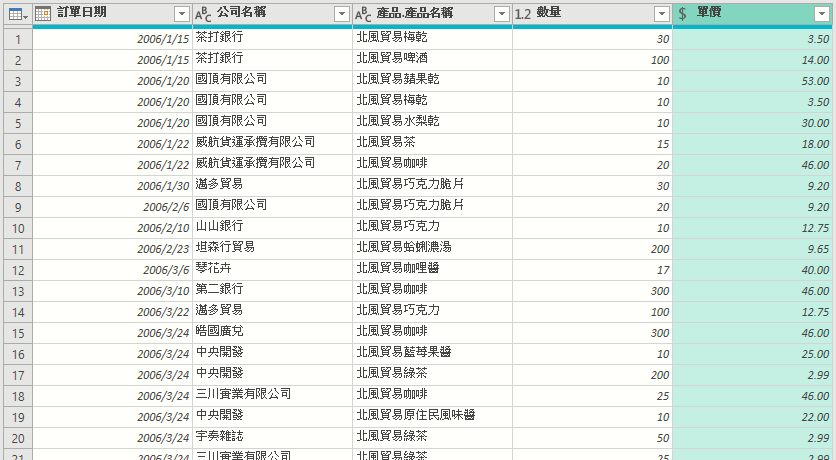 訂單日期 ABC 公司名稱 ABC 產品.產品名稱 1.2 數量 $ 單價
1 2006/1/15 茶打銀行 北風貿易梅乾 30 3.50
2 2006/1/15 茶打銀行 北風貿易啤酒 100 14.00
3 2006/1/20 國頂有限公司 北風貿易蘋果乾 10 53.00
4 2006/1/20 國頂有限公司 北風貿易梅乾 10 3.50
5 2006/1/20 國頂有限公司 北風貿易水梨乾 10 30.00
6 2006/1/22 威航貨運承攬有限公司 北風貿易茶 15 18.00
7 2006/1/22 威航貨運承攬有限公司 北風貿易咖啡 20 46.00
8 2006/1/30 邁多貿易 北風貿易巧克力脆片 30 9.20
9 2006/2/6 國頂有限公司 北風貿易巧克力脆片 20 9.20
10 2006/2/10 山山銀行 北風貿易巧克力 10 12.75
11 2006/2/23 坦森行貿易 北風貿易蛤蜊濃湯 200 9.65
12 2006/3/6 琴花卉 北風貿易咖哩醬 17 40.00
13 2006/3/10 第二銀行 北風貿易咖啡 300 46.00
14 2006/3/22 邁多貿易 北風貿易巧克力 100 12.75
15 2006/3/24 皓國廣兌 北風貿易咖啡 300 46.00
16 2006/3/24 中央開發 北風貿易藍莓果醬 10 25.00
17 2006/3/24 中央開發 北風貿易綠茶 200 2.99
18 2006/3/24 三川實業有限公司 北風貿易咖啡 25 46.00
19 2006/3/24 中央開發 北風貿易原住民風味醬 10 22.00
20 2006/3/24 宇奏雜誌 北風貿易綠茶 50 2.99
21 2006/3/24 三川實業有限公司 北風貿易綠茶 25 2.99